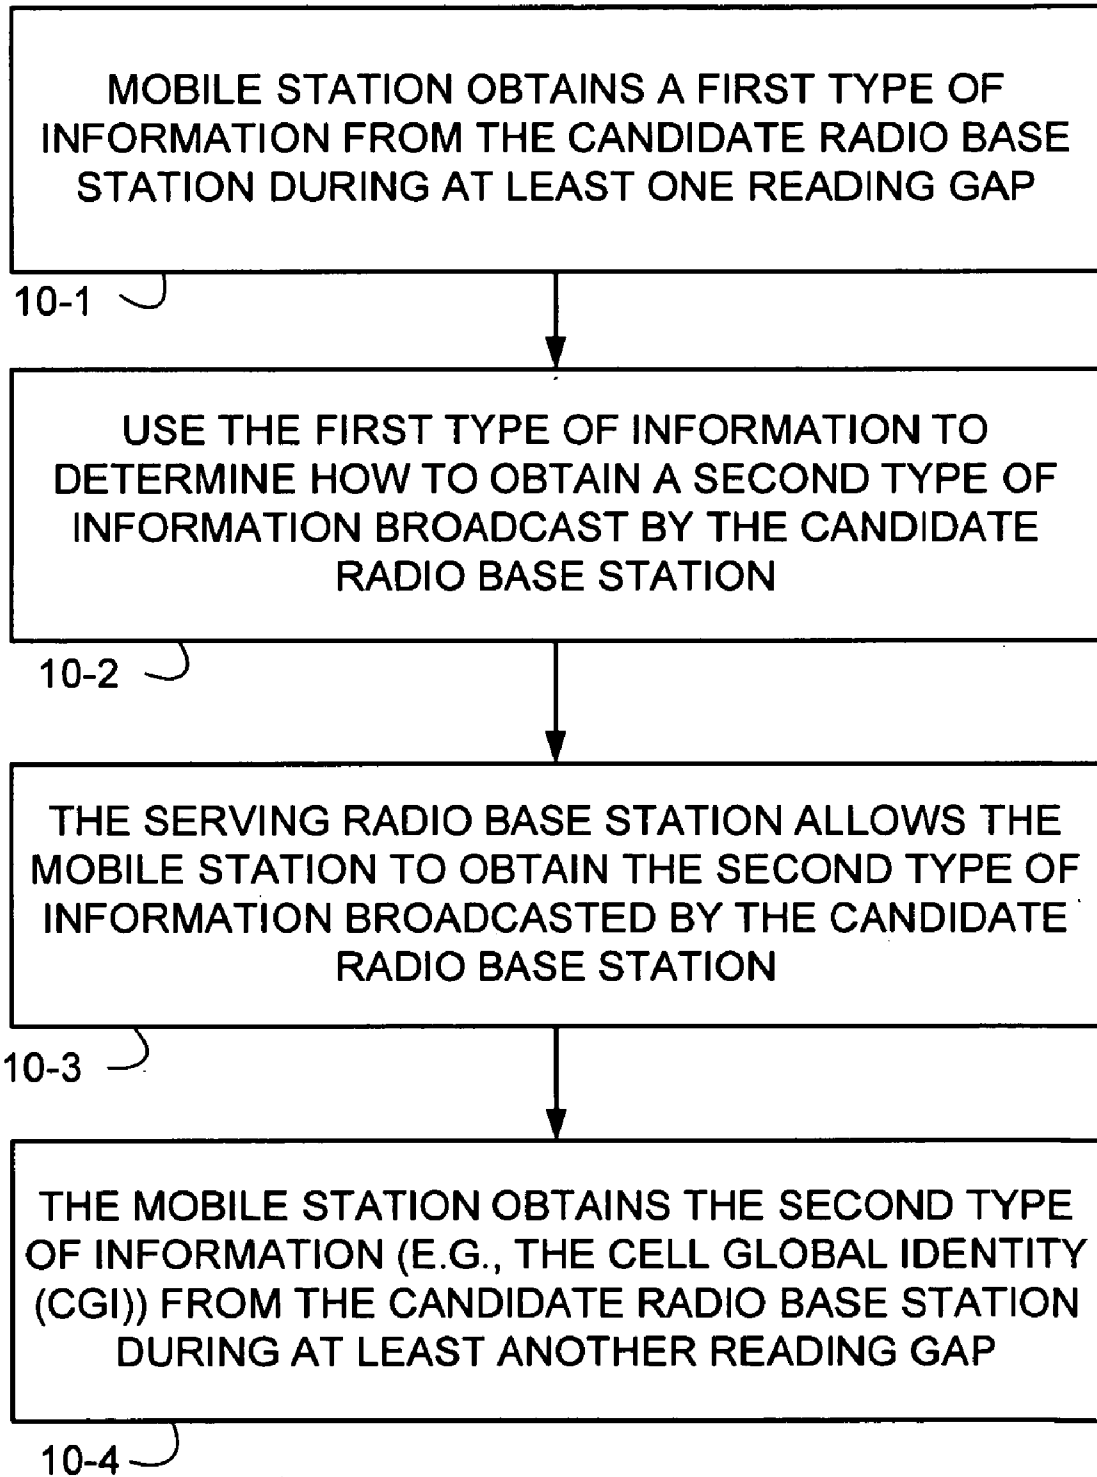 MOBILE STATION OBTAINS A FIRST TYPE OF
INFORMATION FROM THE CANDIDATE RADIO BASE
STATION DURING AT LEAST ONE READING GAP
10-1
USE THE FIRST TYPE OF INFORMATION TO
DETERMINE HOW TO OBTAIN A SECOND TYPE OF
INFORMATION BROADCAST BY THE CANDIDATE
RADIO BASE STATION
10-2
THE SERVING RADIO BASE STATION ALLOWS THE
MOBILE STATION TO OBTAIN THE SECOND TYPE OF
INFORMATION BROADCASTED BY THE CANDIDATE
RADIO BASE STATION
10-3
THE MOBILE STATION OBTAINS THE SECOND TYPE
OF INFORMATION (E.G., THE CELL GLOBAL IDENTITY
(CGI)) FROM THE CANDIDATE RADIO BASE STATION
DURING AT LEAST ANOTHER READING GAP
10-4